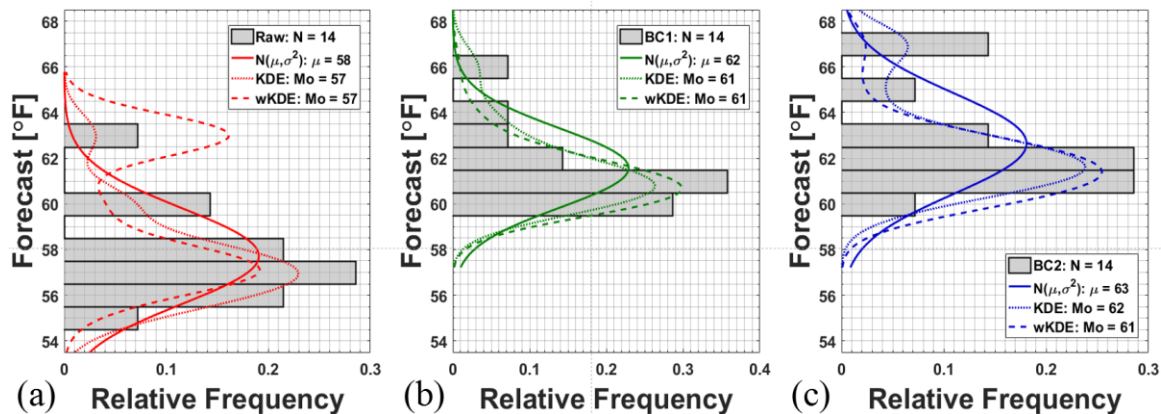 68
66
64
62
60
58
56
54
Forecast [°F]
Raw: N = 14
N(μ,σ²): μ = 58
KDE: Mo = 57
wKDE: Mo = 57
0
0.1
0.2
0.3
(a) Relative Frequency
68
66
64
62
60
58
56
54
Forecast [°F]
BC1: N = 14
N(μ,σ²): μ = 62
KDE: Mo = 61
wKDE: Mo = 61
0
0.1
0.2
0.3
0.4
(b) Relative Frequency
68
66
64
62
60
58
56
54
Forecast [°F]
BC2: N = 14
N(μ,σ²): μ = 63
KDE: Mo = 62
wKDE: Mo = 61
0
0.1
0.2
0.3
(c) Relative Frequency